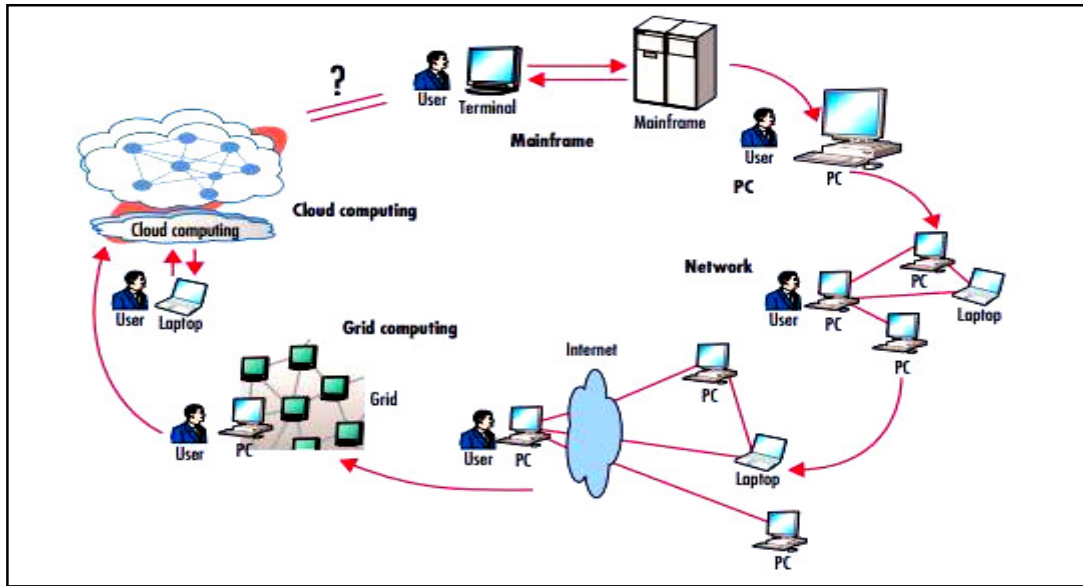 ?
User
Terminal
Mainframe
Mainframe
User
PC
PC
Cloud computing
Cloud computing
User
Laptop
Network
PC
User
PC
Laptop
PC
Grid computing
Grid
User
PC
Internet
User
PC
PC
Laptop
PC